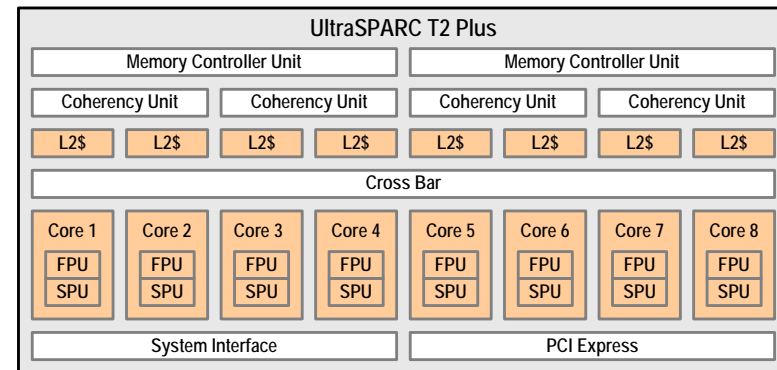 UltraSPARC T2 Plus
Memory Controller Unit Memory Controller Unit
Coherency Unit Coherency Unit Coherency Unit Coherency Unit
L2$ L2$ L2$ L2$ L2$ L2$ L2$ L2$
Cross Bar
Core 1 Core 2 Core 3 Core 4 Core 5 Core 6 Core 7 Core 8
FPU FPU FPU FPU FPU FPU FPU FPU
SPU SPU SPU SPU SPU SPU SPU SPU
System Interface PCI Express